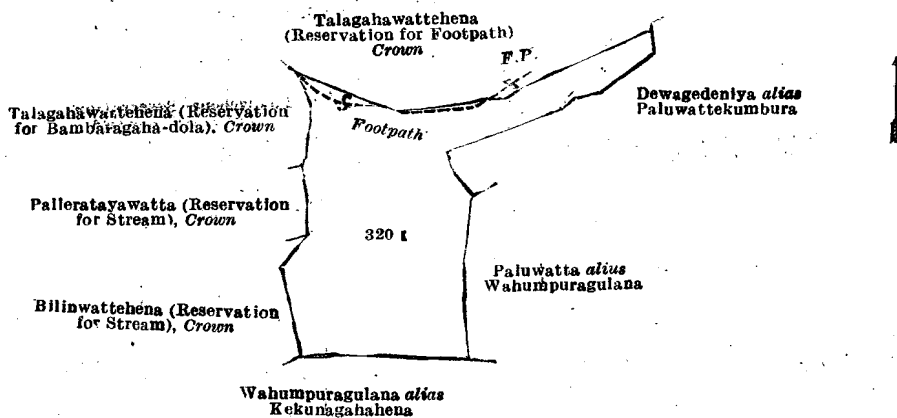 Talagahawattehena
(Reservation for Footpath)
Crown
F.P.
Dewagedeniya alias
Paluwattekumbura
Talagahawattehena (Reservation
for Bambaragaha-dola), Crown
Footpath
Palleratayawatta (Reservation
for Stream), Crown
320
Paluwatta alius
Wahumpuragulana
Bilinwattehena (Reservation
for Stream), Crown
Wahumpuragulana alias
Kekunagahahena